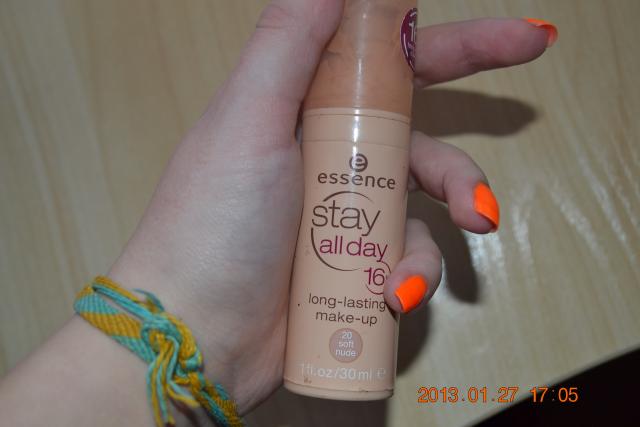 essence
stay
all day
16
long-lasting
make-up
20
soft
nude
1 fl.oz/30ml e
2013.01.27 17:05